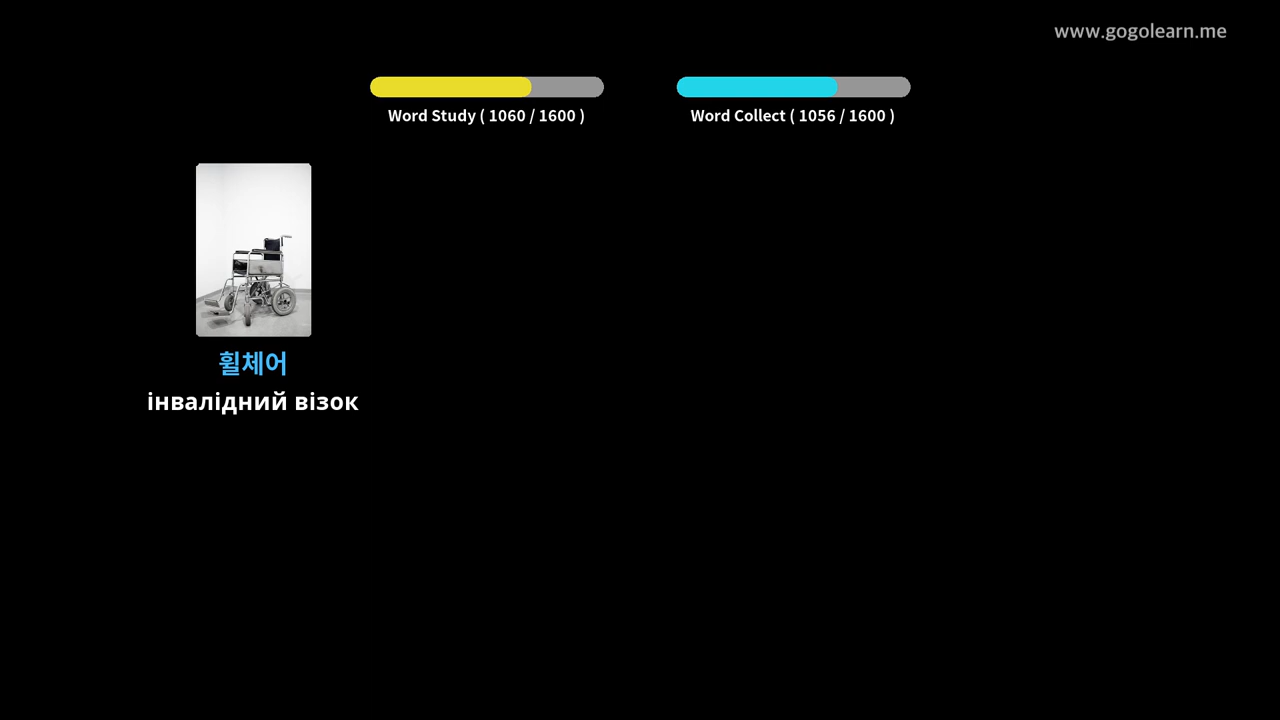 www.gogolearn.me
Word Study ( 1060 / 1600 )
Word Collect ( 1056 / 1600 )
휠체어
інвалідний візок